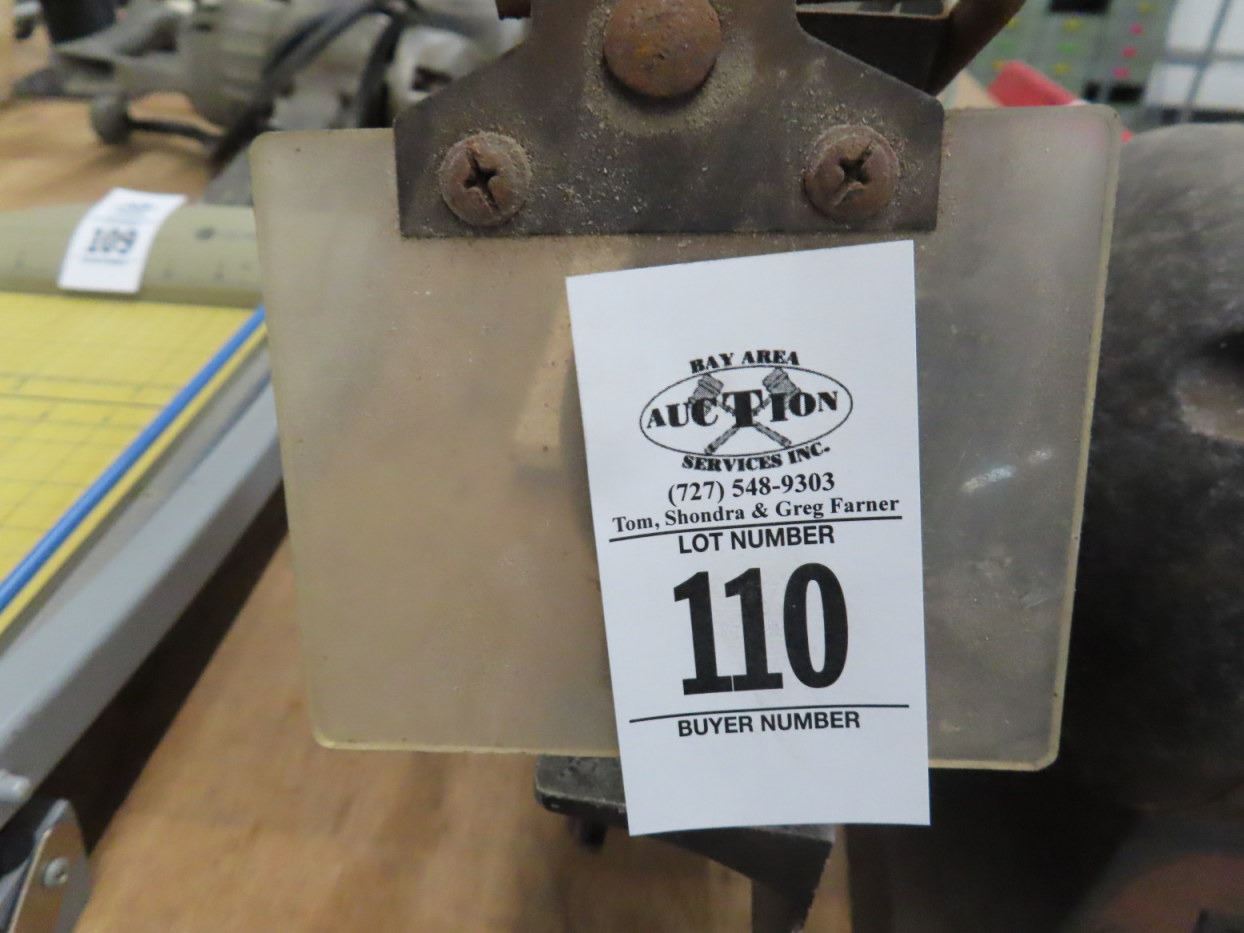 BAY AREA
AUCTION
SERVICES INC.
(727) 548-9303
Tom, Shondra & Greg Farner
LOT NUMBER
110
BUYER NUMBER
109